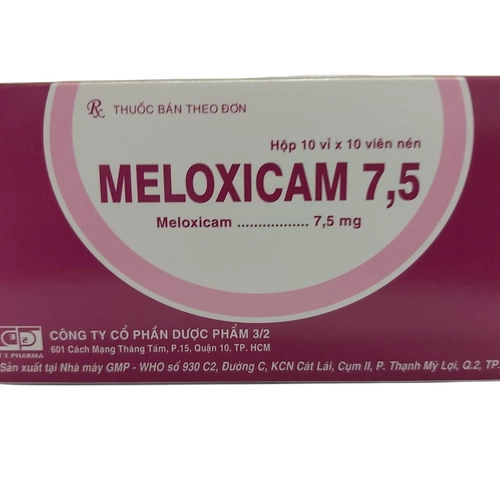 Rx THUỐC BÁN THEO ĐƠN
Hộp 10 vỉ x 10 viên nén
MELOXICAM 7,5
Meloxicam ................. 7,5 mg
CÔNG TY CỔ PHẦN DƯỢC PHẨM 3/2
601 Cách Mạng Tháng Tám, P.15, Quận 10, TP. HCM
.T.PHARMA
Sản xuất tại Nhà máy GMP - WHO số 930 C2, Đường C, KCN Cát Lái, Cụm II, P. Thạnh Mỹ Lợi, Q.2, TP.